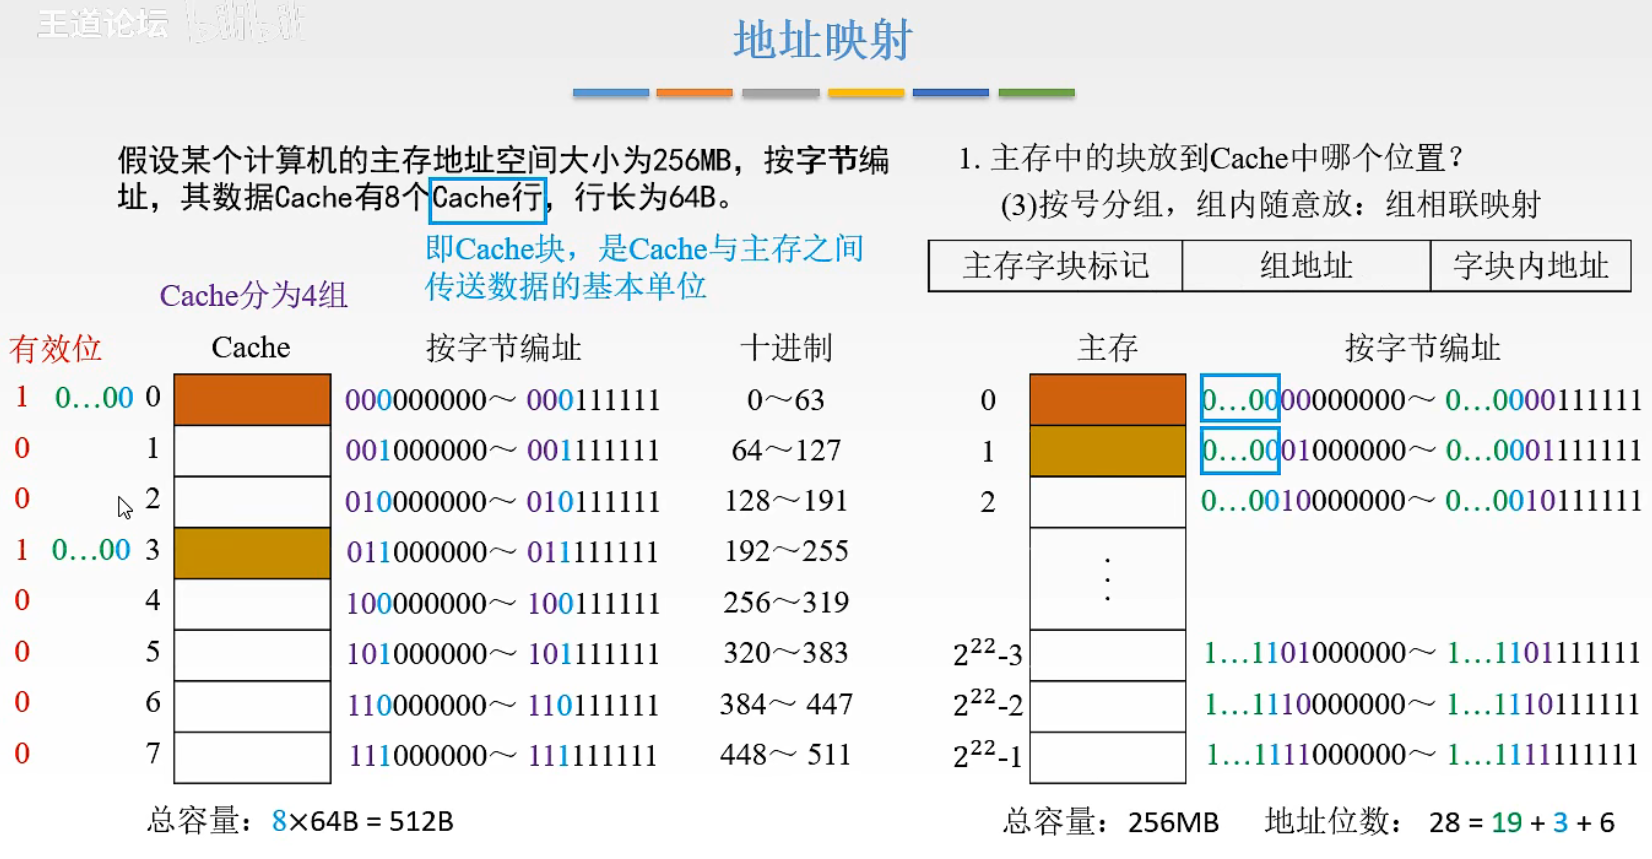 王道论坛 bilibili
地址映射
假设某个计算机的主存地址空间大小为256MB，按字节编
址，其数据Cache有8个Cache行，行长为64B。
即Cache块，是Cache与主存之间
传送数据的基本单位
1. 主存中的块放到Cache中哪个位置？
(3)按号分组，组内随意放：组相联映射
主存字块标记 组地址 字块内地址
Cache分为4组
有效位 Cache 按字节编址 十进制 主存 按字节编址
1 0…00 0 000000000～ 000111111 0～63 0 0…0000000000～ 0…0000111111
0 1 001000000～ 001111111 64～127 1 0…0001000000～ 0…0001111111
0 2 010000000～ 010111111 128～191 2 0…0010000000～ 0…0010111111
1 0…00 3 011000000～ 011111111 192～255
0 4 100000000～ 100111111 256～319
0 5 101000000～ 101111111 320～383 2²²-3 1…1101000000～ 1…1101111111
0 6 110000000～ 110111111 384～ 447 2²²-2 1…1110000000～ 1…1110111111
0 7 111000000～ 111111111 448～ 511 2²²-1 1…1111000000～ 1…1111111111
总容量：8×64B = 512B 总容量：256MB 地址位数： 28 = 19 + 3 + 6